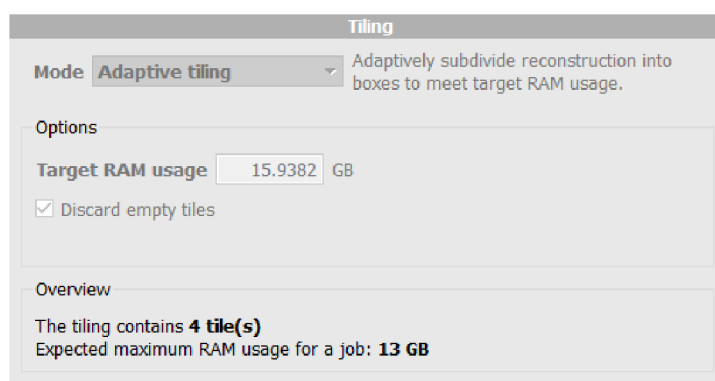 Tiling
Mode Adaptive tiling Adaptively subdivide reconstruction into
boxes to meet target RAM usage.
Options
Target RAM usage 15.9382 GB
Discard empty tiles
Overview
The tiling contains 4 tile(s)
Expected maximum RAM usage for a job: 13 GB